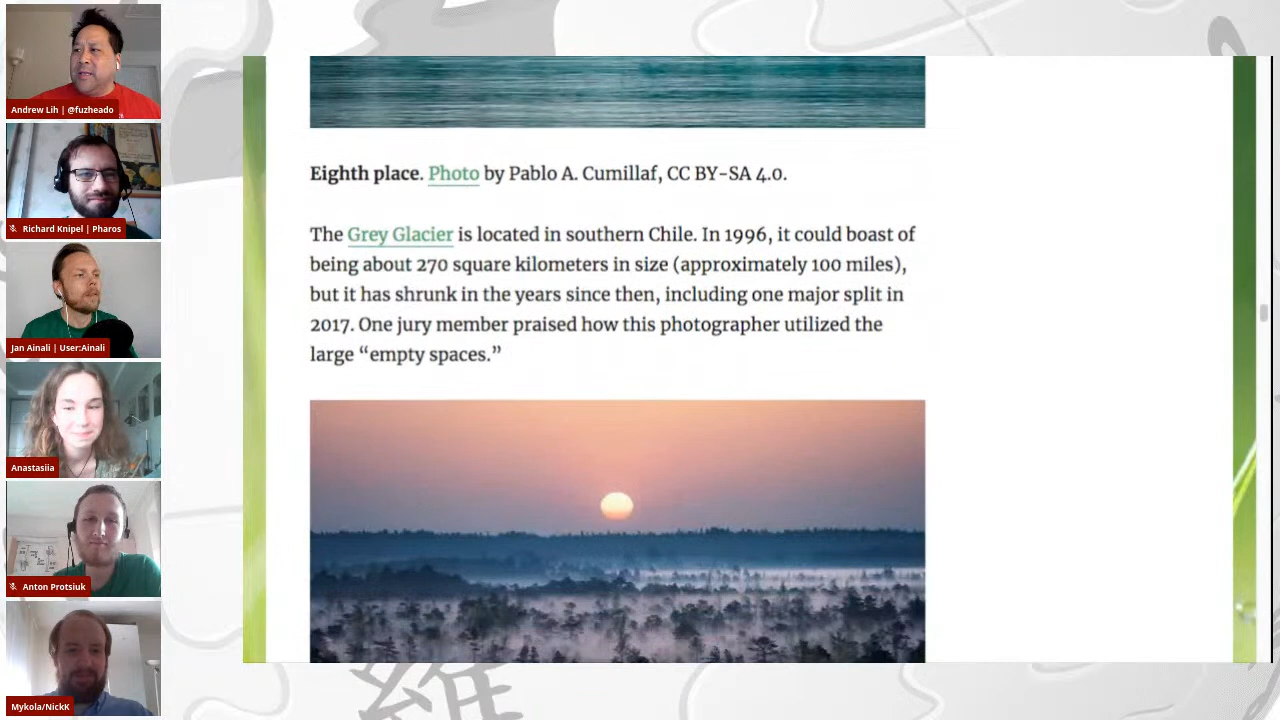 Andrew Lih | @fuzheado
Richard Knipel | Pharos
Jan Ainali | User:Ainali
Anastasiia
Anton Protsiuk
Mykola/NickK
Eighth place. Photo by Pablo A. Cumillaf, CC BY-SA 4.0.
The Grey Glacier is located in southern Chile. In 1996, it could boast of
being about 270 square kilometers in size (approximately 100 miles),
but it has shrunk in the years since then, including one major split in
2017. One jury member praised how this photographer utilized the
large “empty spaces.”
維